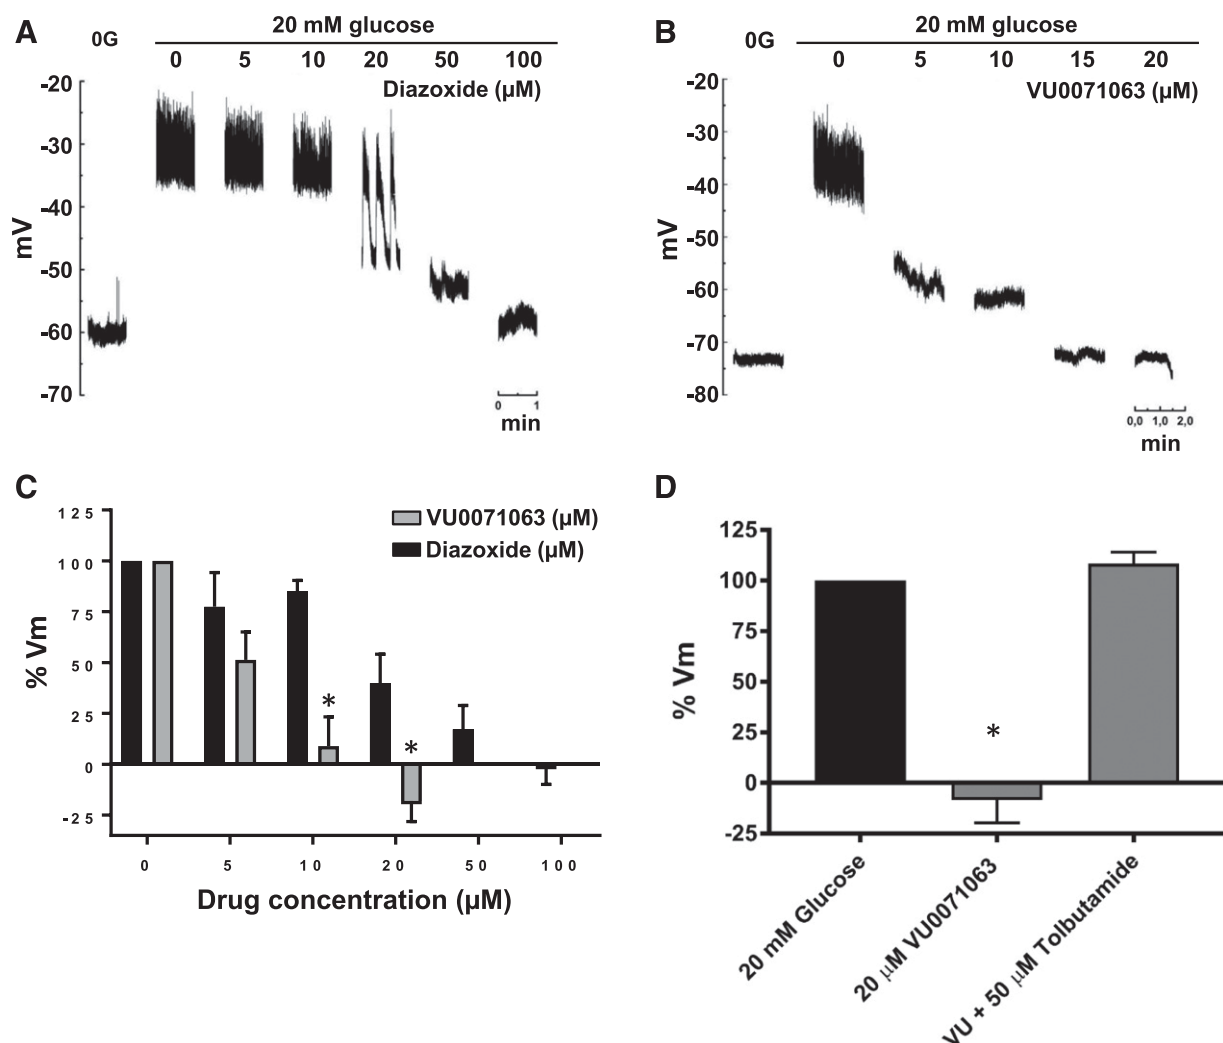 A
0G
20 mM glucose
0 5 10 20 50 100
Diazoxide (µM)
-20
-30
-40
-50
-60
-70
mV
0 1
min
B
0G
20 mM glucose
0 5 10 15 20
VU0071063 (µM)
-20
-30
-40
-50
-60
-70
-80
mV
0,0 1,0 2,0
min
C
125
100
75
50
25
0
-25
% Vm
VU0071063 (µM)
Diazoxide (µM)
*
*
0 5 10 20 50 100
Drug concentration (µM)
D
125
100
75
50
25
0
-25
% Vm
*
20 mM Glucose
20 µM VU0071063
VU + 50 µM Tolbutamide